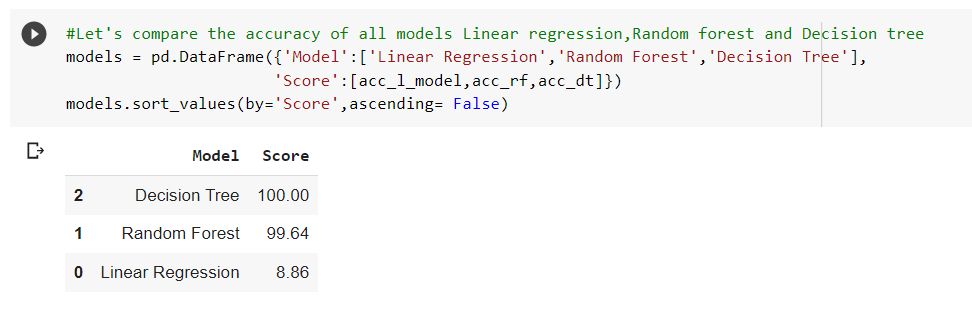 #Let's compare the accuracy of all models Linear regression,Random forest and Decision tree
models = pd.DataFrame({'Model':['Linear Regression','Random Forest','Decision Tree'],
'Score':[acc_l_model,acc_rf,acc_dt]})
models.sort_values(by='Score',ascending= False)
Model Score
2 Decision Tree 100.00
1 Random Forest 99.64
0 Linear Regression 8.86